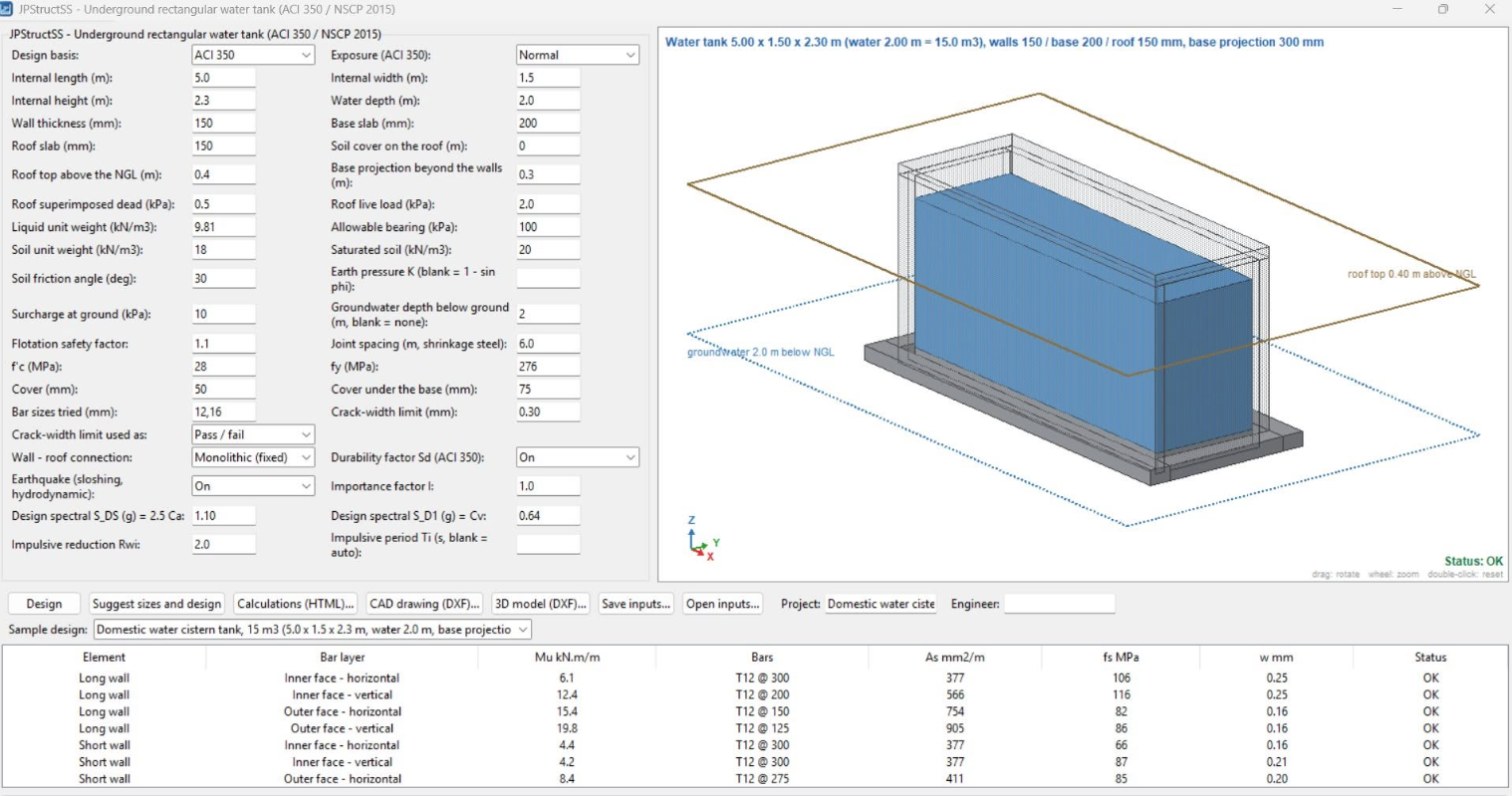 JPStructSS - Underground rectangular water tank (ACI 350 / NSCP 2015)
JPStructSS - Underground rectangular water tank (ACI 350 / NSCP 2015)
Design basis: ACI 350 Exposure (ACI 350): Normal
Internal length (m): 5.0 Internal width (m): 1.5
Internal height (m): 2.3 Water depth (m): 2.0
Wall thickness (mm): 150 Base slab (mm): 200
Roof slab (mm): 150 Soil cover on the roof (m): 0
Roof top above the NGL (m): 0.4 Base projection beyond the walls (m): 0.3
Roof superimposed dead (kPa): 0.5 Roof live load (kPa): 2.0
Liquid unit weight (kN/m3): 9.81 Allowable bearing (kPa): 100
Soil unit weight (kN/m3): 18 Saturated soil (kN/m3): 20
Soil friction angle (deg): 30 Earth pressure K (blank = 1 - sin phi):
Surcharge at ground (kPa): 10 Groundwater depth below ground (m, blank = none): 2
Flotation safety factor: 1.1 Joint spacing (m, shrinkage steel): 6.0
f'c (MPa): 28 fy (MPa): 276
Cover (mm): 50 Cover under the base (mm): 75
Bar sizes tried (mm): 12,16 Crack-width limit (mm): 0.30
Crack-width limit used as: Pass / fail
Wall - roof connection: Monolithic (fixed) Durability factor Sd (ACI 350): On
Earthquake (sloshing, hydrodynamic): On Importance factor I: 1.0
Design spectral S_DS (g) = 2.5 Ca: 1.10 Design spectral S_D1 (g) = Cv: 0.64
Impulsive reduction Rwi: 2.0 Impulsive period Ti (s, blank = auto):
Water tank 5.00 x 1.50 x 2.30 m (water 2.00 m = 15.0 m3), walls 150 / base 200 / roof 150 mm, base projection 300 mm
roof top 0.40 m above NGL
groundwater 2.0 m below NGL
Z
Y
X
Status: OK
drag: rotate wheel: zoom double-click: reset
Design Suggest sizes and design Calculations (HTML)... CAD drawing (DXF)... 3D model (DXF)... Save inputs... Open inputs... Project: Domestic water ciste Engineer:
Sample design: Domestic water cistern tank, 15 m3 (5.0 x 1.5 x 2.3 m, water 2.0 m, base projectio
Element Bar layer Mu kN.m/m Bars As mm2/m fs MPa w mm Status
Long wall Inner face - horizontal 6.1 T12 @ 300 377 106 0.25 OK
Long wall Inner face - vertical 12.4 T12 @ 200 566 116 0.25 OK
Long wall Outer face - horizontal 15.4 T12 @ 150 754 82 0.16 OK
Long wall Outer face - vertical 19.8 T12 @ 125 905 86 0.16 OK
Short wall Inner face - horizontal 4.4 T12 @ 300 377 66 0.16 OK
Short wall Inner face - vertical 4.2 T12 @ 300 377 87 0.21 OK
Short wall Outer face - horizontal 8.4 T12 @ 275 411 85 0.20 OK